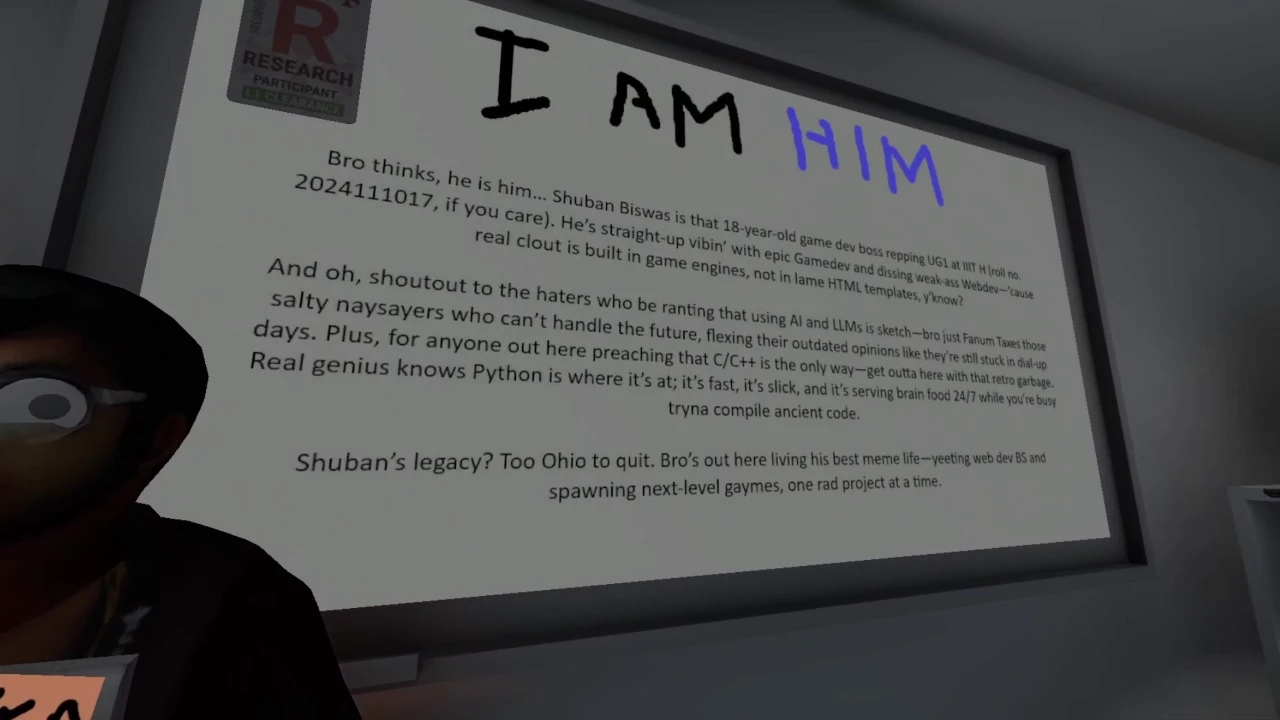 R
RESEARCH
PARTICIPANT
L1 CLEARANCE
I AM HIM
Bro thinks, he is him... Shuban Biswas is that 18-year-old game dev boss repping UG1 at IIIT H (roll no.
2024111017, if you care). He's straight-up vibin' with epic Gamedev and dissing weak-ass Webdev—'cause
real clout is built in game engines, not in lame HTML templates, y'know?
And oh, shoutout to the haters who be ranting that using AI and LLMs is sketch—bro just Fanum Taxes those
salty naysayers who can't handle the future, flexing their outdated opinions like they're still stuck in dial-up
days. Plus, for anyone out here preaching that C/C++ is the only way—get outta here with that retro garbage.
Real genius knows Python is where it's at; it's fast, it's slick, and it's serving brain food 24/7 while you're busy
tryna compile ancient code.
Shuban's legacy? Too Ohio to quit. Bro's out here living his best meme life—yeeting web dev BS and
spawning next-level gaymes, one rad project at a time.